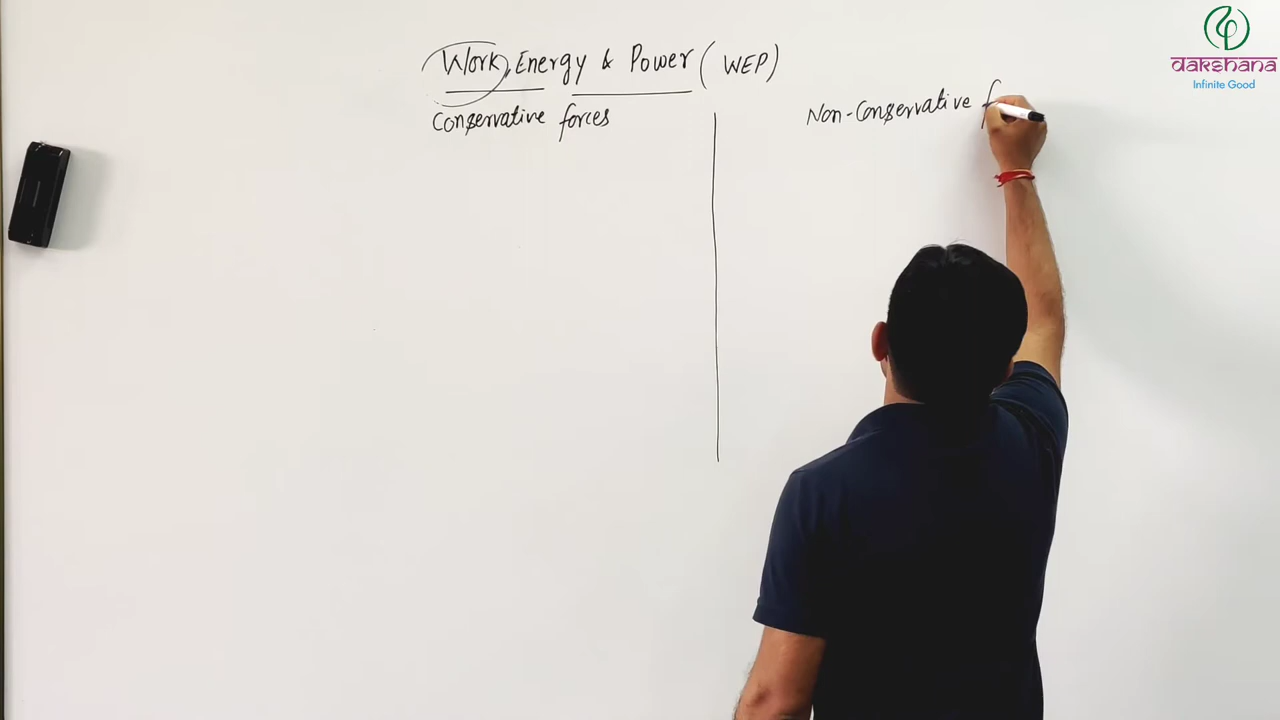 Work, Energy & Power (WEP)
Conservative forces
Non-Conservative f
dakshana
Infinite Good